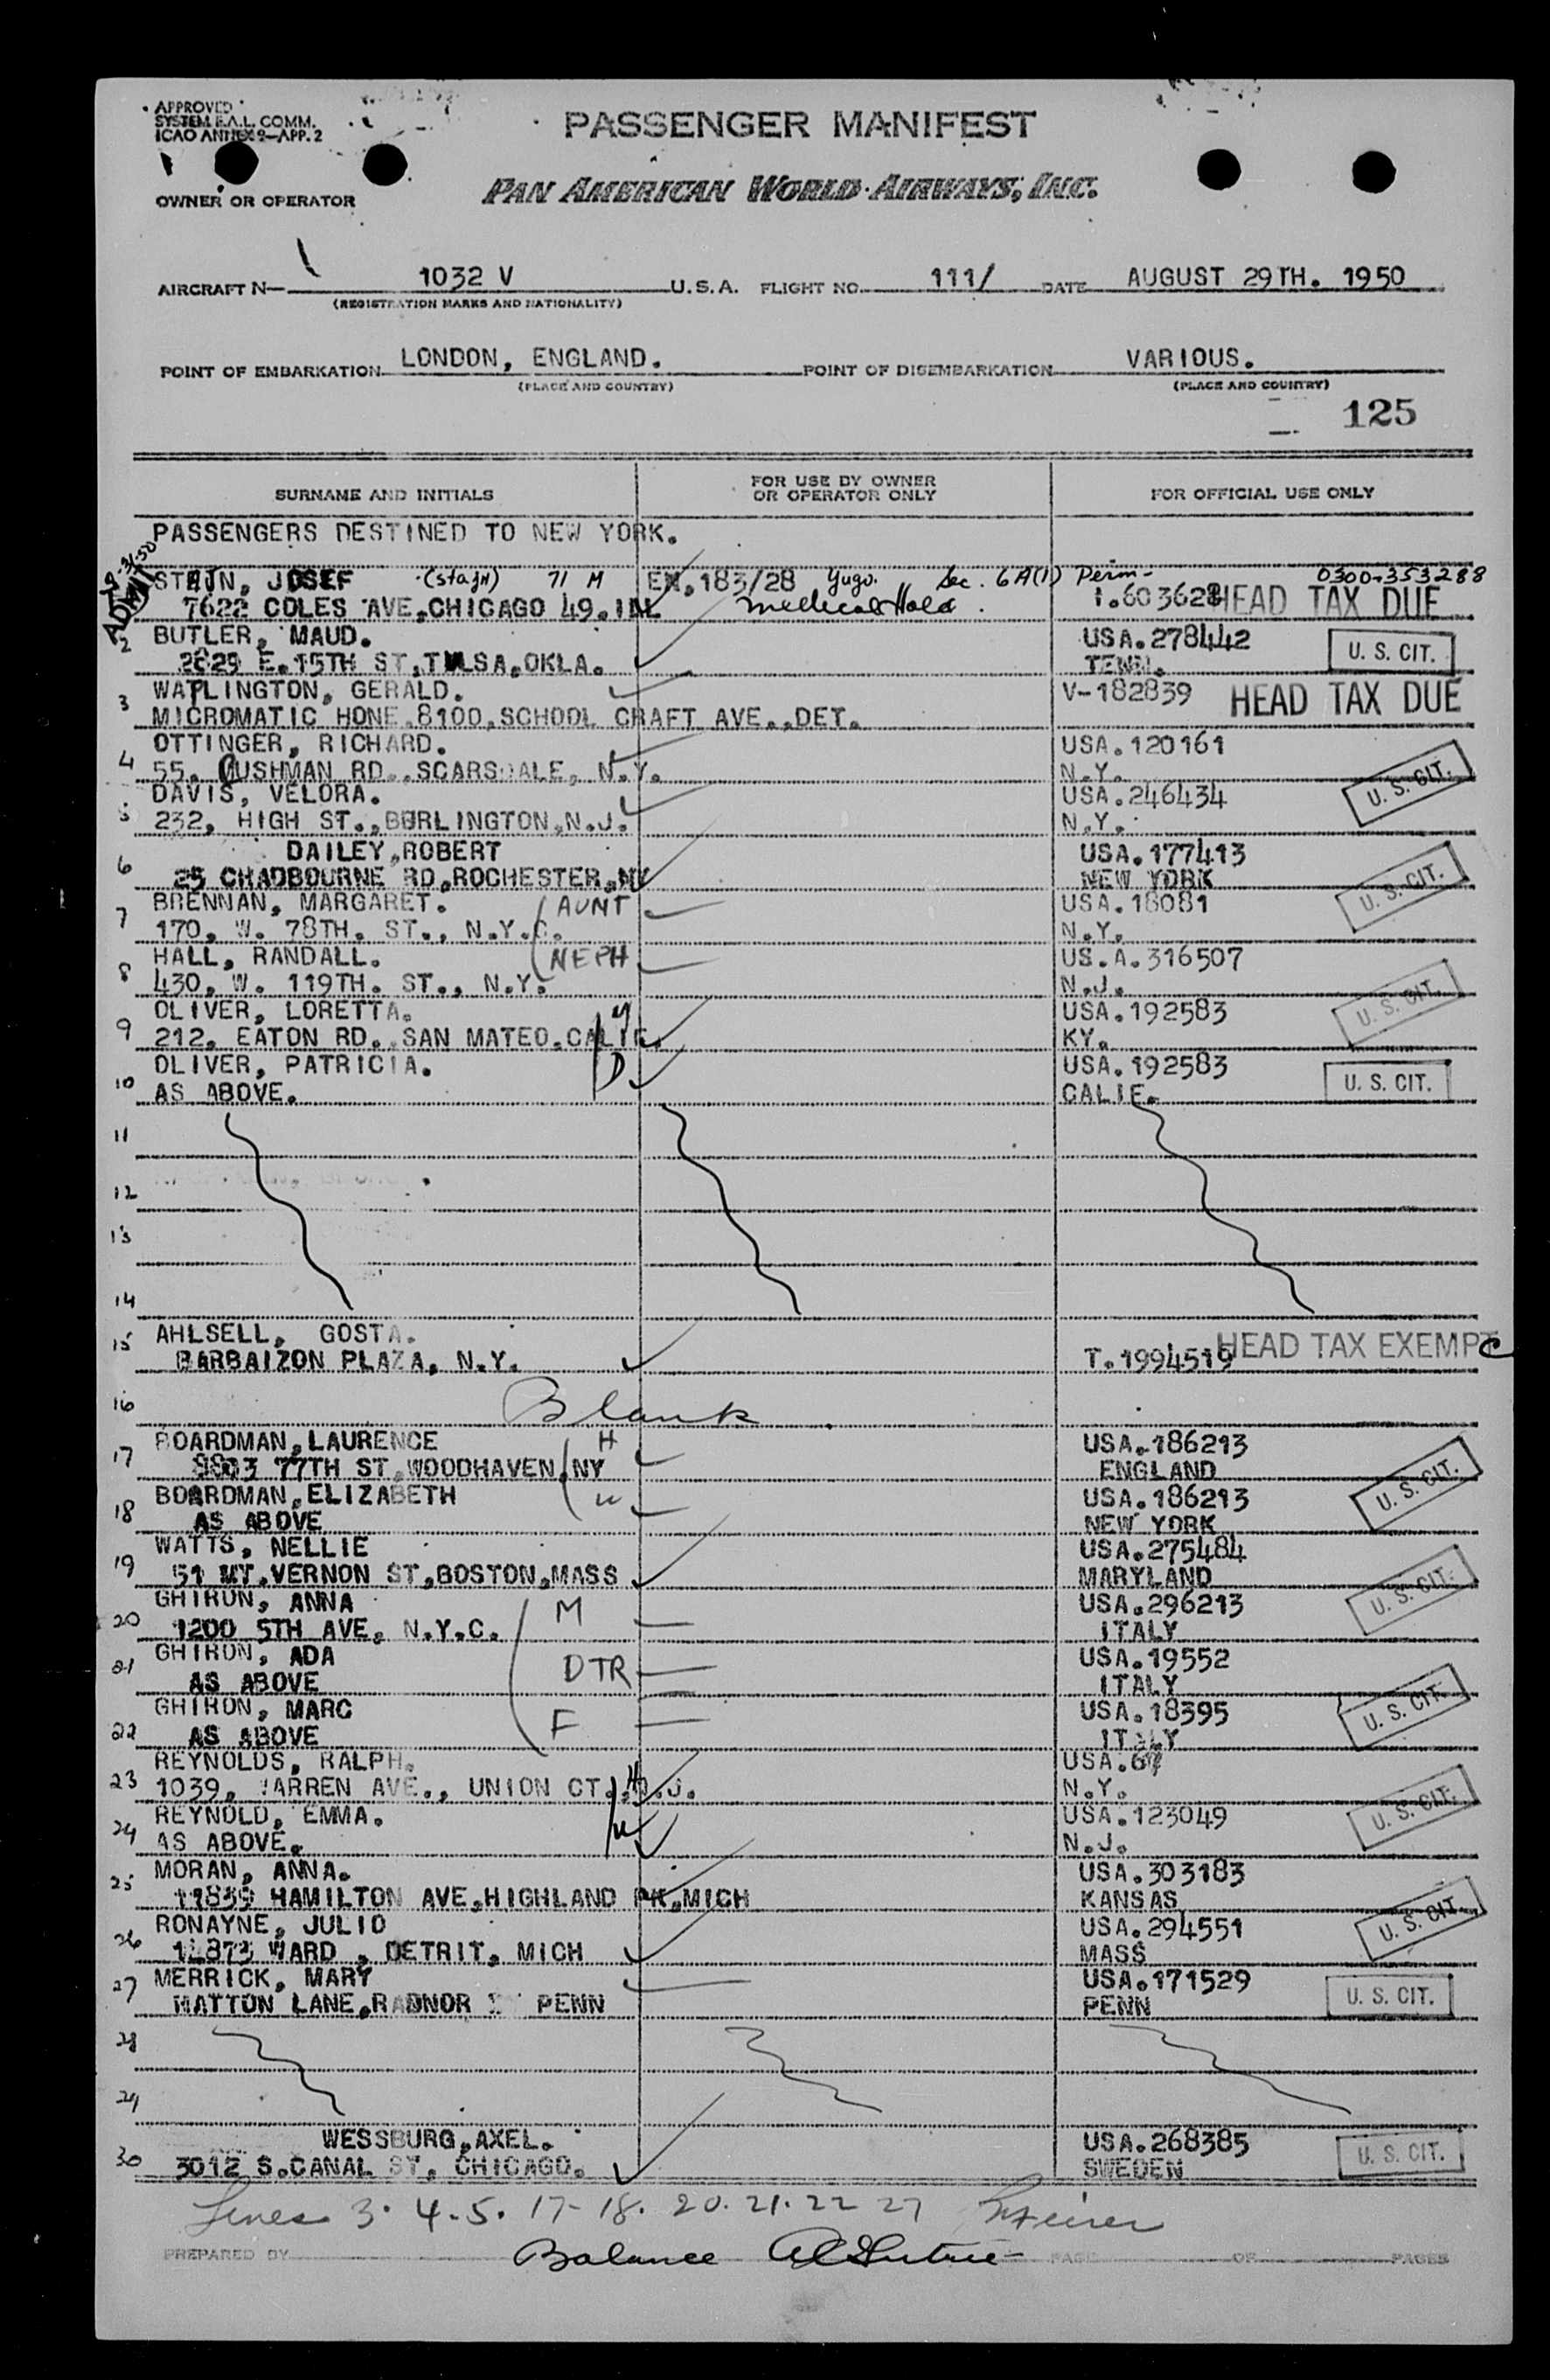 APPROVED
SYSTEM F.A.L. COMM.
ICAO ANNEX 9—APP. 2
PASSENGER MANIFEST
OWNER OR OPERATOR
PAN AMERICAN WORLD AIRWAYS, INC.
AIRCRAFT N— 1032 V U.S.A. FLIGHT NO. 111/ DATE AUGUST 29TH. 1950
(REGISTRATION MARKS AND NATIONALITY)
POINT OF EMBARKATION LONDON, ENGLAND. POINT OF DISEMBARKATION VARIOUS.
(PLACE AND COUNTRY) (PLACE AND COUNTRY)
125
SURNAME AND INITIALS FOR USE BY OWNER OR OPERATOR ONLY FOR OFFICIAL USE ONLY
PASSENGERS DESTINED TO NEW YORK.
ADMIT
STAJN, JOSEF (stajn) 71 M EX.183/28 Yugo. Sec. 6A(1) Perm- 0300-353288
7622 COLES AVE,CHICAGO 49. Medical Hold. I.603628 HEAD TAX DUE
2 BUTLER, MAUD. USA.278442
2829 E.15TH ST,TULSA,OKLA. TENN. U. S. CIT.
3 WATLINGTON, GERALD. V-182839 HEAD TAX DUE
MICROMATIC HONE.8100,SCHOOL CRAFT AVE.,DET.
4 OTTINGER, RICHARD. USA.120161
55, CUSHMAN RD..SCARSDALE, N.Y. N.Y. U. S. CIT.
5 DAVIS, VELORA. USA.246434
232, HIGH ST.,BURLINGTON,N.J. N.Y.
6 DAILEY,ROBERT USA.177413
25 CHADBOURNE RD,ROCHESTER,NY NEW YORK U. S. CIT.
7 BRENNAN, MARGARET. AUNT USA.18081
170, W. 78TH. ST., N.Y.C. N.Y.
8 HALL, RANDALL. NEPH US.A.316507
430, W. 119TH. ST., N.Y. N.J. U. S. CIT.
9 OLIVER, LORETTA. USA.192583
212, EATON RD..SAN MATEO.CALIF. KY.
10 OLIVER, PATRICIA. D USA.192583
AS ABOVE. CALIF. U. S. CIT.
11
12
13
14
15 AHLSELL, GOSTA. HEAD TAX EXEMPT
BARBAIZON PLAZA, N.Y. T.1994519
16 Blank
17 BOARDMAN,LAURENCE H USA.186213
8803 77TH ST,WOODHAVEN,NY ENGLAND
18 BOARDMAN,ELIZABETH W USA.186213 U. S. CIT.
AS ABOVE NEW YORK
19 WATTS, NELLIE USA.275484
51 MT.VERNON ST,BOSTON,MASS MARYLAND U. S. CIT.
20 GHIRON, ANNA M USA.296213
1200 5TH AVE, N.Y.C. ITALY
21 GHIRON, ADA DTR USA.19552
AS ABOVE ITALY
22 GHIRON, MARC F USA.18395 U. S. CIT.
AS ABOVE ITALY
23 REYNOLDS, RALPH. H USA.67
1039, WARREN AVE., UNION CT.,N.J. N.Y.
24 REYNOLD, EMMA. W USA.123049 U. S. CIT.
AS ABOVE. N.J.
25 MORAN, ANNA. USA.303183
11839 HAMILTON AVE,HIGHLAND PK,MICH KANSAS
26 RONAYNE, JULIO USA.294551 U. S. CIT.
WARD , DETRIT, MICH MASS
27 MERRICK, MARY USA.171529
MATTON LANE,RADNOR PENN PENN U. S. CIT.
28
29
30 WESSBURG,AXEL. USA.268385
3012 S.CANAL ST, CHICAGO. SWEDEN U. S. CIT.
Lines 3. 4. 5. 17-18. 20. 21. 22 27
PREPARED BY Balance PAGE OF PAGES